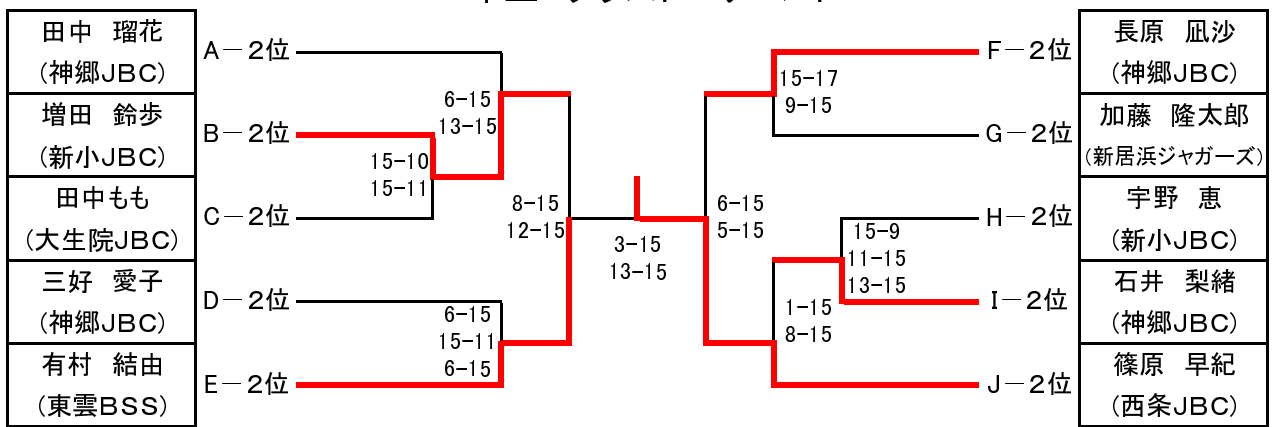 田中　瑠花
(神郷JBC)
増田　鈴歩
(新小JBC)
田中もも
(大生院JBC)
三好　愛子
(神郷JBC)
有村　結由
(東雲BSS)
A－2位
B－2位
C－2位
D－2位
E－2位
6-15
13-15
15-10
15-11
8-15
12-15
6-15
15-11
6-15
3-15
13-15
15-17
9-15
6-15
5-15
15-9
11-15
13-15
1-15
8-15
F－2位
G－2位
H－2位
I－2位
J－2位
長原　凪沙
(神郷JBC)
加藤　隆太郎
(新居浜ジャガーズ)
宇野　恵
(新小JBC)
石井　梨緒
(神郷JBC)
篠原　早紀
(西条JBC)